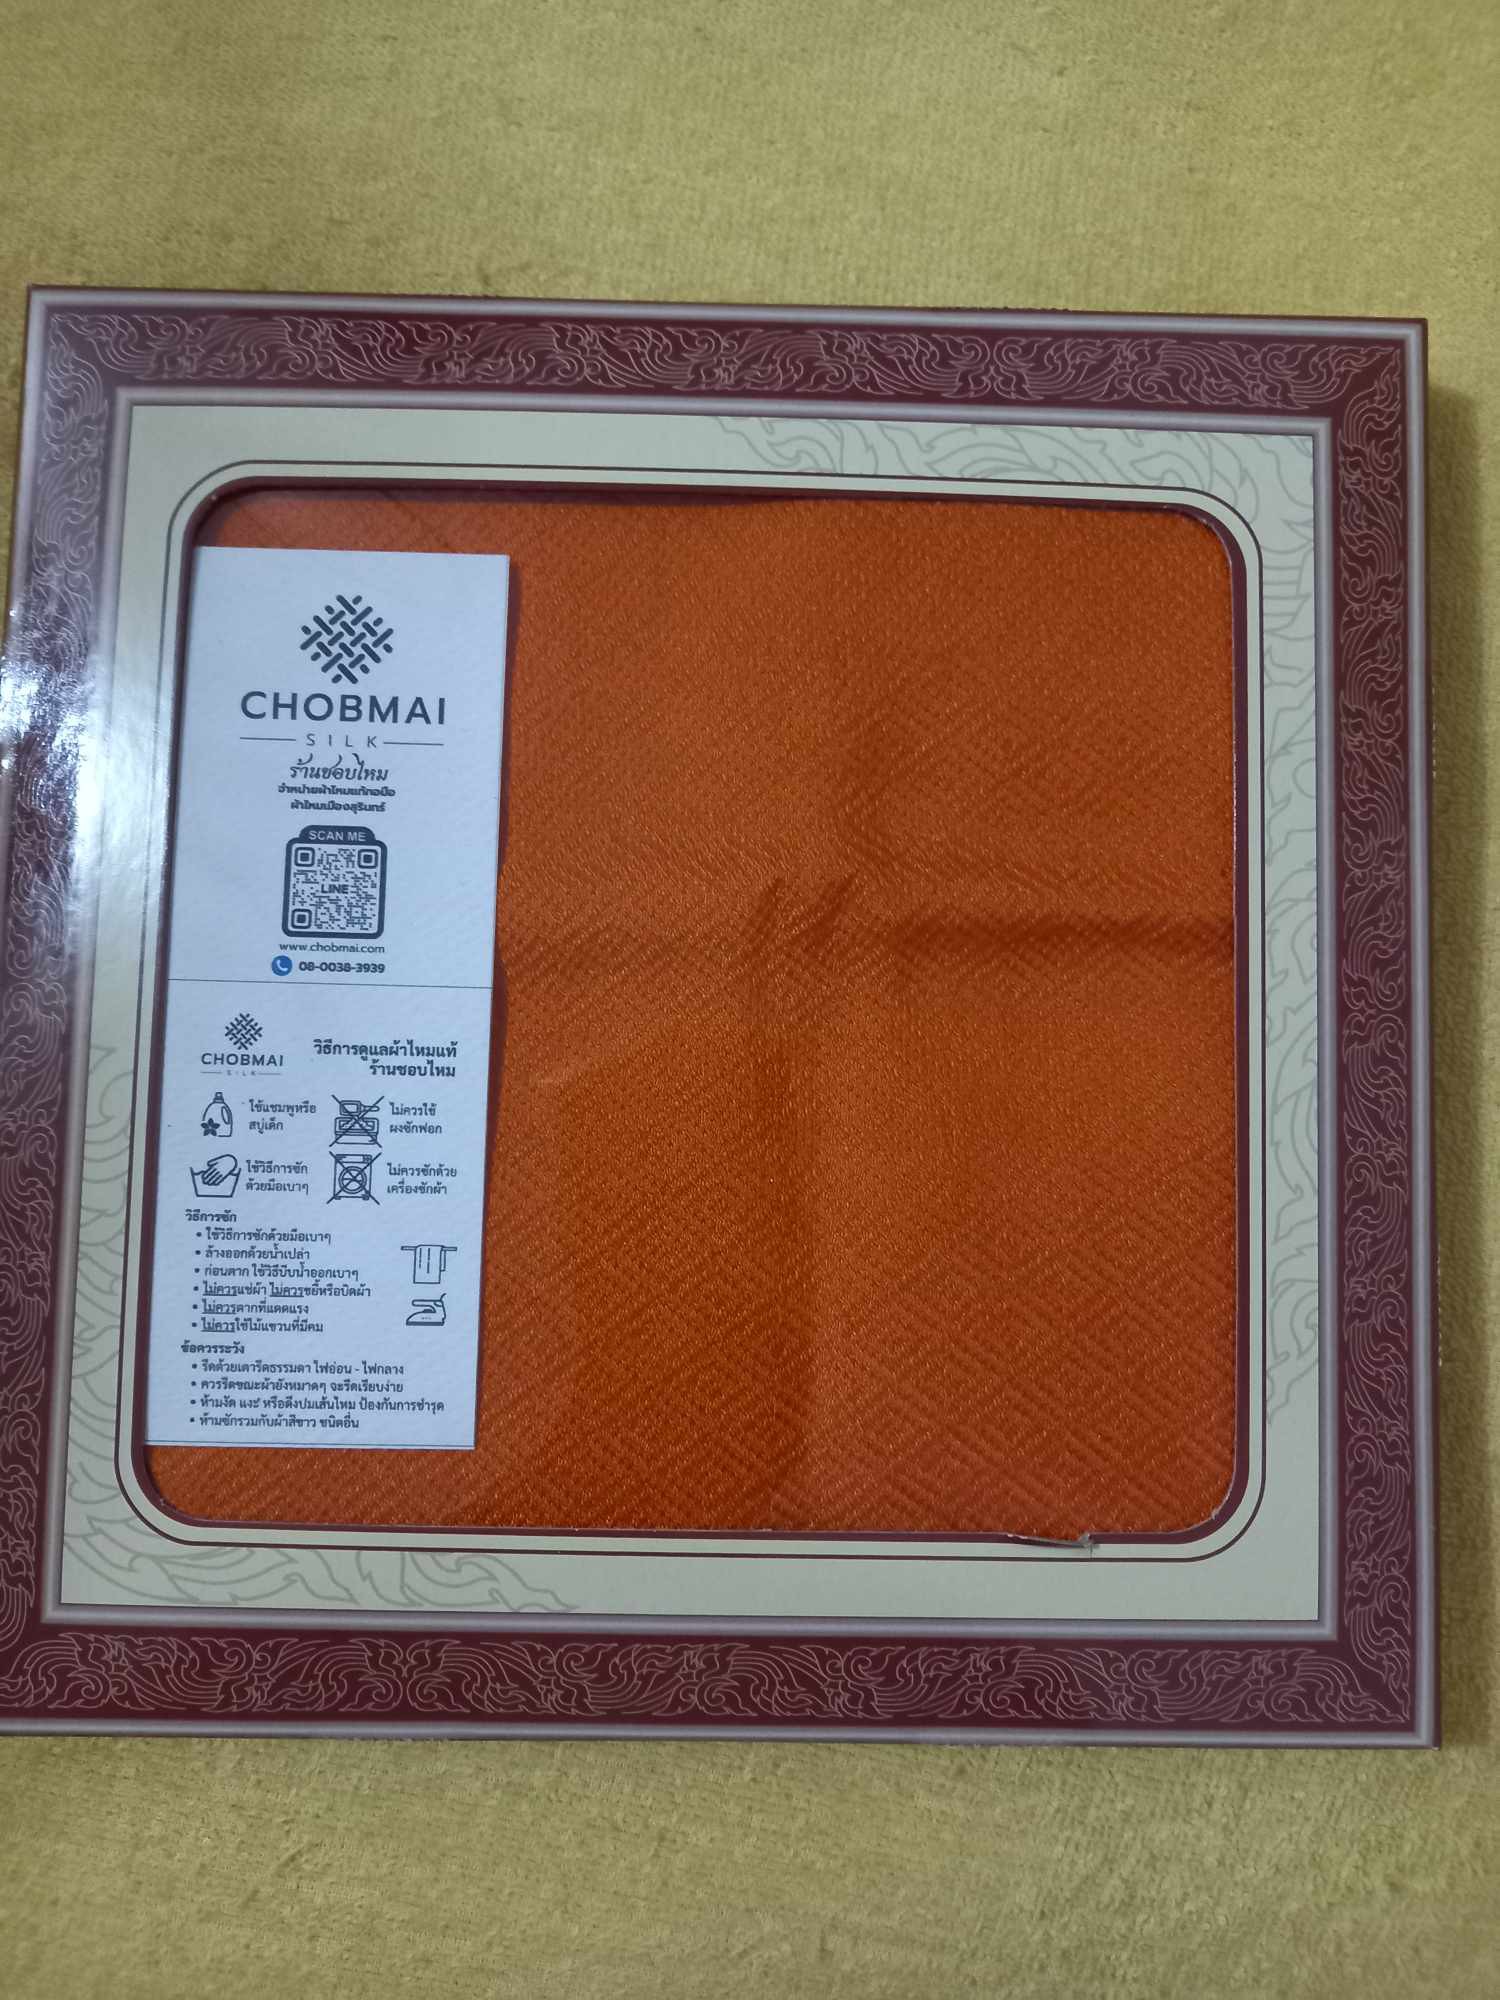 CHOBMAI
SILK
ร้านชอบไหม
จำหน่ายผ้าไหมแท้ทอมือ
ผ้าไหมเมืองสุรินทร์
SCAN ME
LINE
www.chobmai.com
08-0038-3939
CHOBMAI
SILK
วิธีการดูแลผ้าไหมแท้
ร้านชอบไหม
ใช้แชมพูหรือ
สบู่เด็ก
ไม่ควรใช้
ผงซักฟอก
ใช้วิธีการซัก
ด้วยมือเบาๆ
ไม่ควรซักด้วย
เครื่องซักผ้า
วิธีการซัก
• ใช้วิธีการซักด้วยมือเบาๆ
• ล้างออกด้วยน้ำเปล่า
• ก่อนตาก ใช้วิธีบีบน้ำออกเบาๆ
• ไม่ควรแช่ผ้า ไม่ควรขยี้หรือบิดผ้า
• ไม่ควรตากที่แดดแรง
• ไม่ควรใช้ไม้แขวนที่มีคม
ข้อควรระวัง
• รีดด้วยเตารีดธรรมดา ไฟอ่อน - ไฟกลาง
• ควรรีดขณะผ้ายังหมาดๆ จะรีดเรียบง่าย
• ห้ามงัด แงะ หรือดึงปมเส้นไหม ป้องกันการชำรุด
• ห้ามซักรวมกับผ้าสีขาว ชนิดอื่น